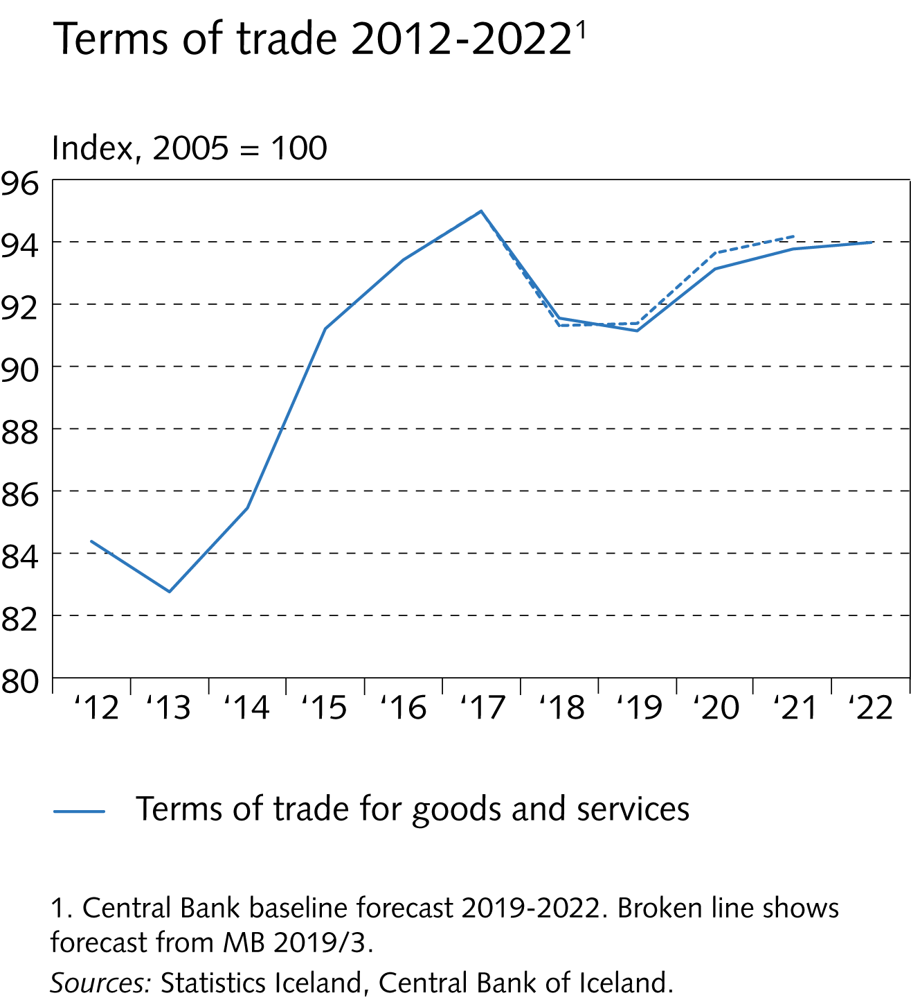 Terms of trade 2012-2022¹
Index, 2005 = 100
96
94
92
90
88
86
84
82
80
‘12 ‘13 ‘14 ‘15 ‘16 ‘17 ‘18 ‘19 ‘20 ‘21 ‘22
Terms of trade for goods and services
1. Central Bank baseline forecast 2019-2022. Broken line shows
forecast from MB 2019/3.
Sources: Statistics Iceland, Central Bank of Iceland.